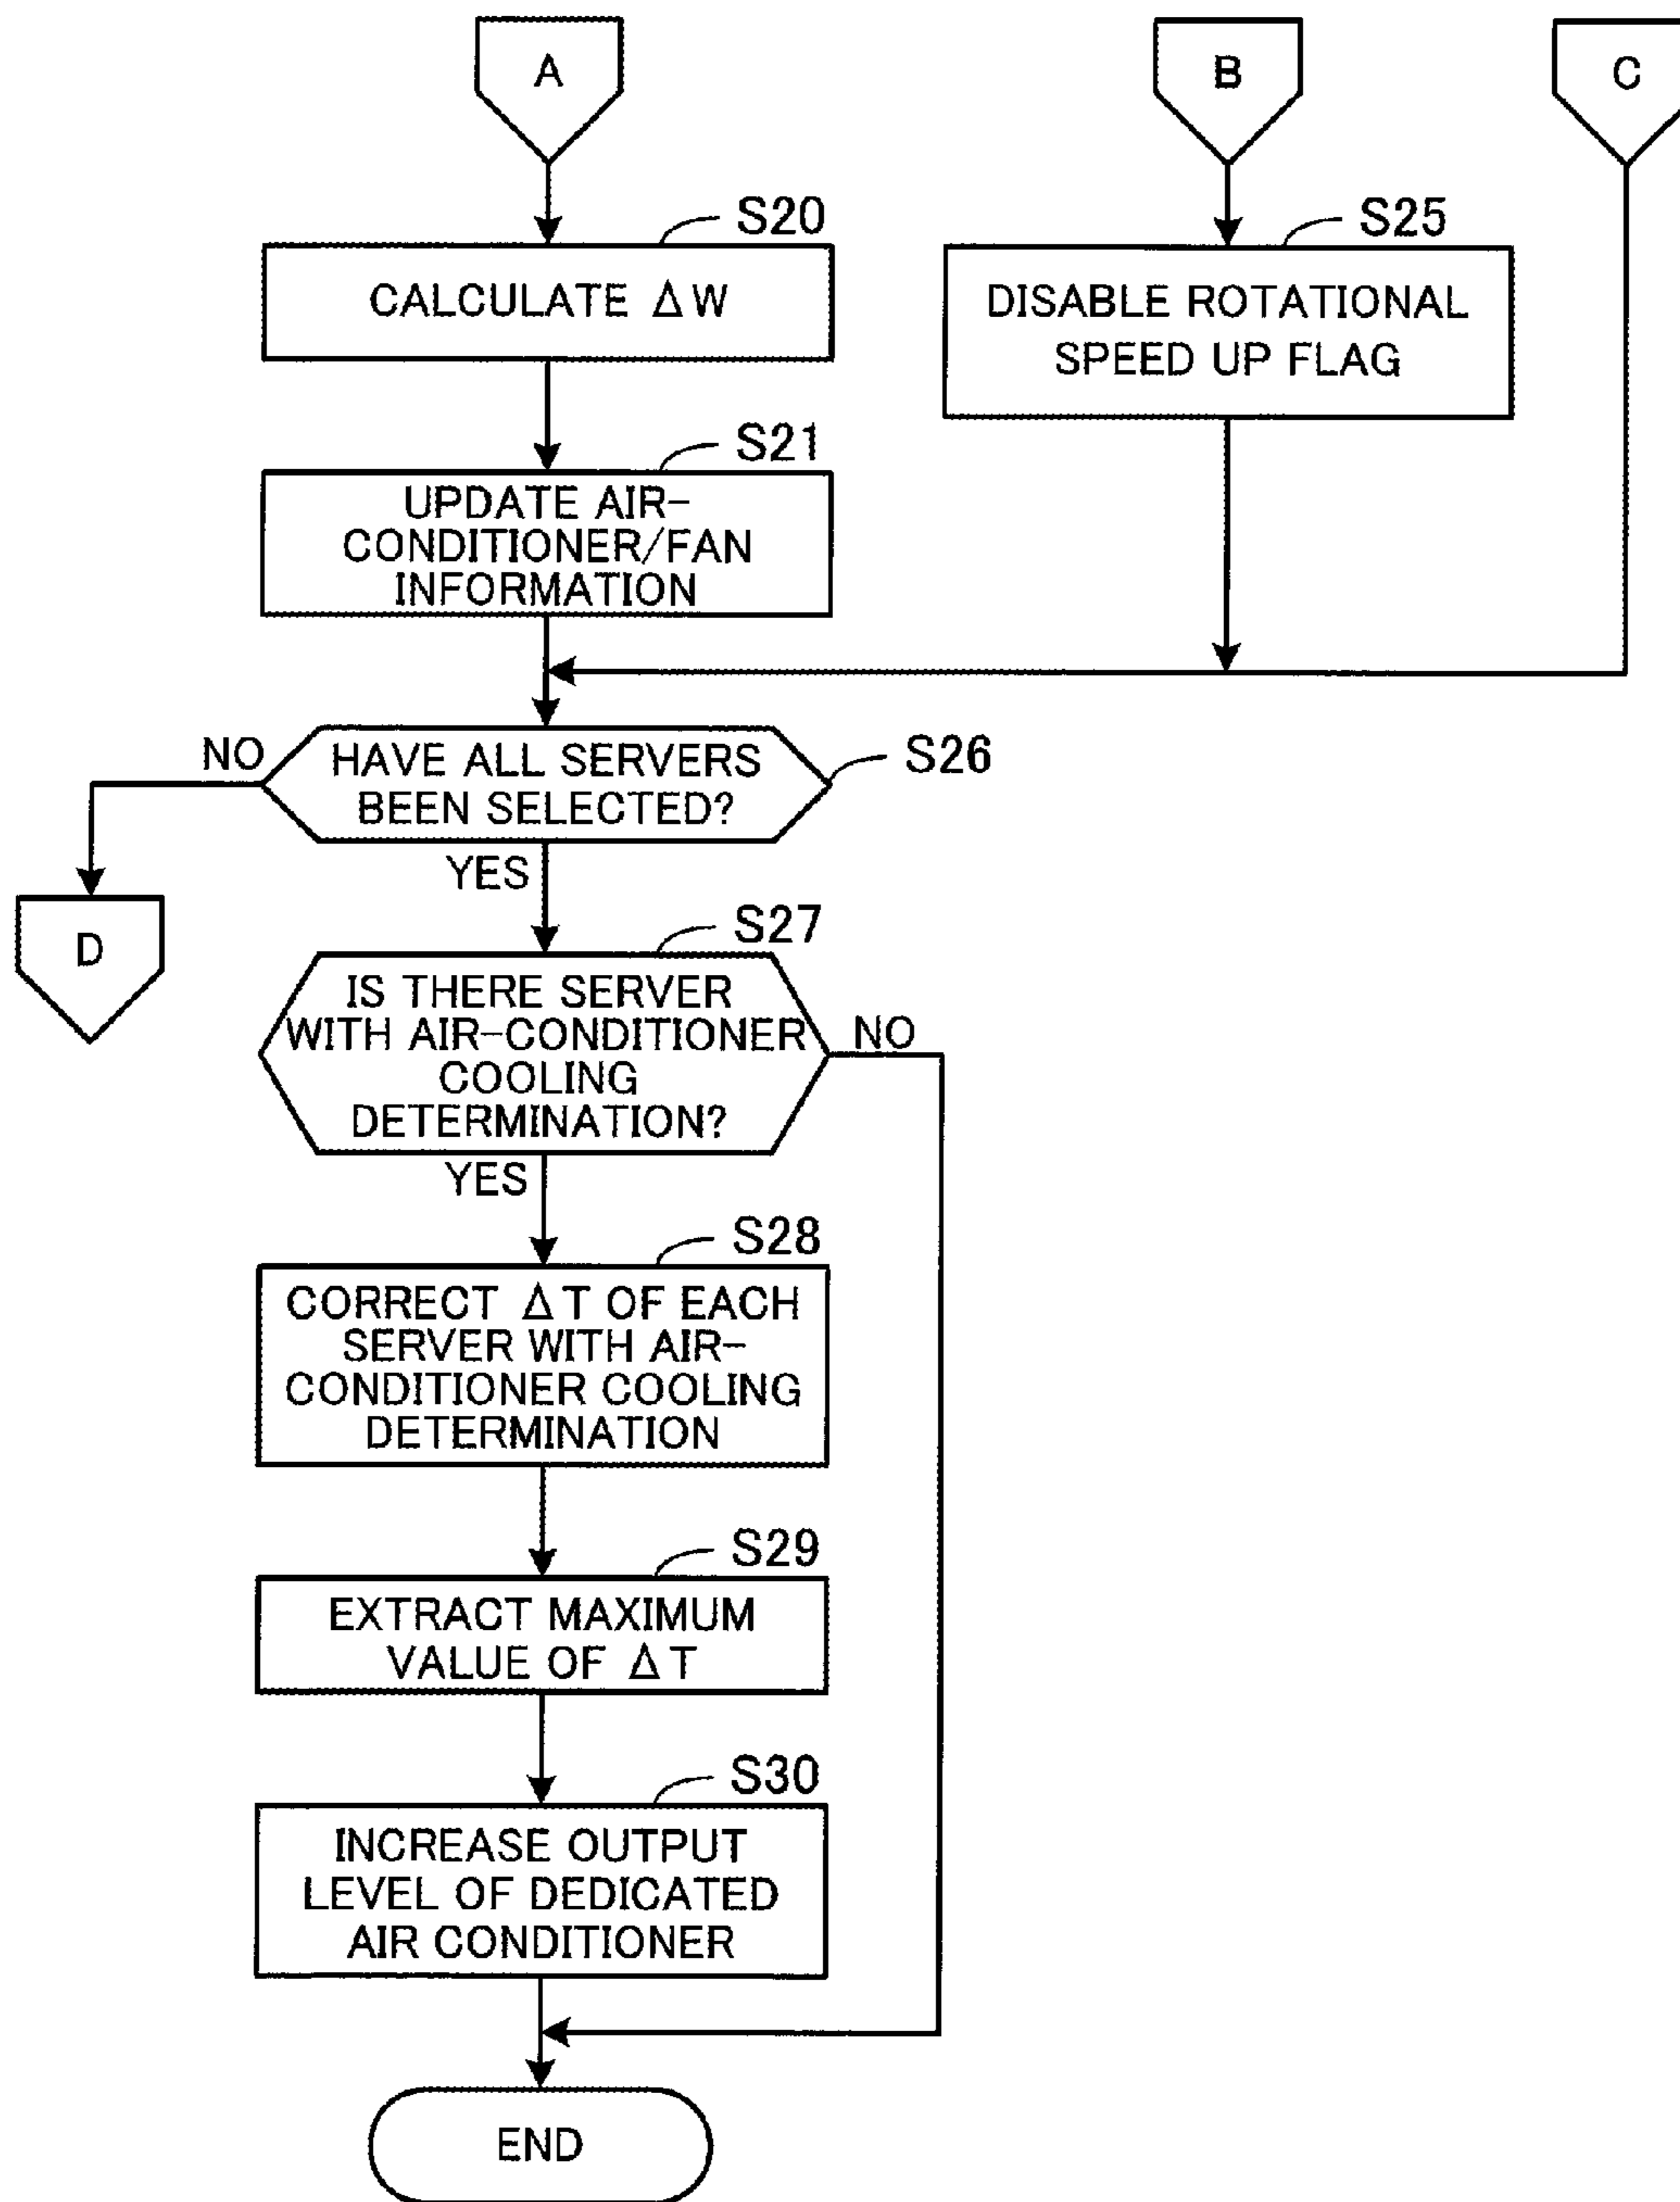 A
B
C
S20
CALCULATE ΔW
S25
DISABLE ROTATIONAL
SPEED UP FLAG
S21
UPDATE AIR-
CONDITIONER/FAN
INFORMATION
S26
NO
HAVE ALL SERVERS
BEEN SELECTED?
YES
D
S27
IS THERE SERVER
WITH AIR-CONDITIONER
COOLING
DETERMINATION?
NO
YES
S28
CORRECT ΔT OF EACH
SERVER WITH AIR-
CONDITIONER COOLING
DETERMINATION
S29
EXTRACT MAXIMUM
VALUE OF ΔT
S30
INCREASE OUTPUT
LEVEL OF DEDICATED
AIR CONDITIONER
END